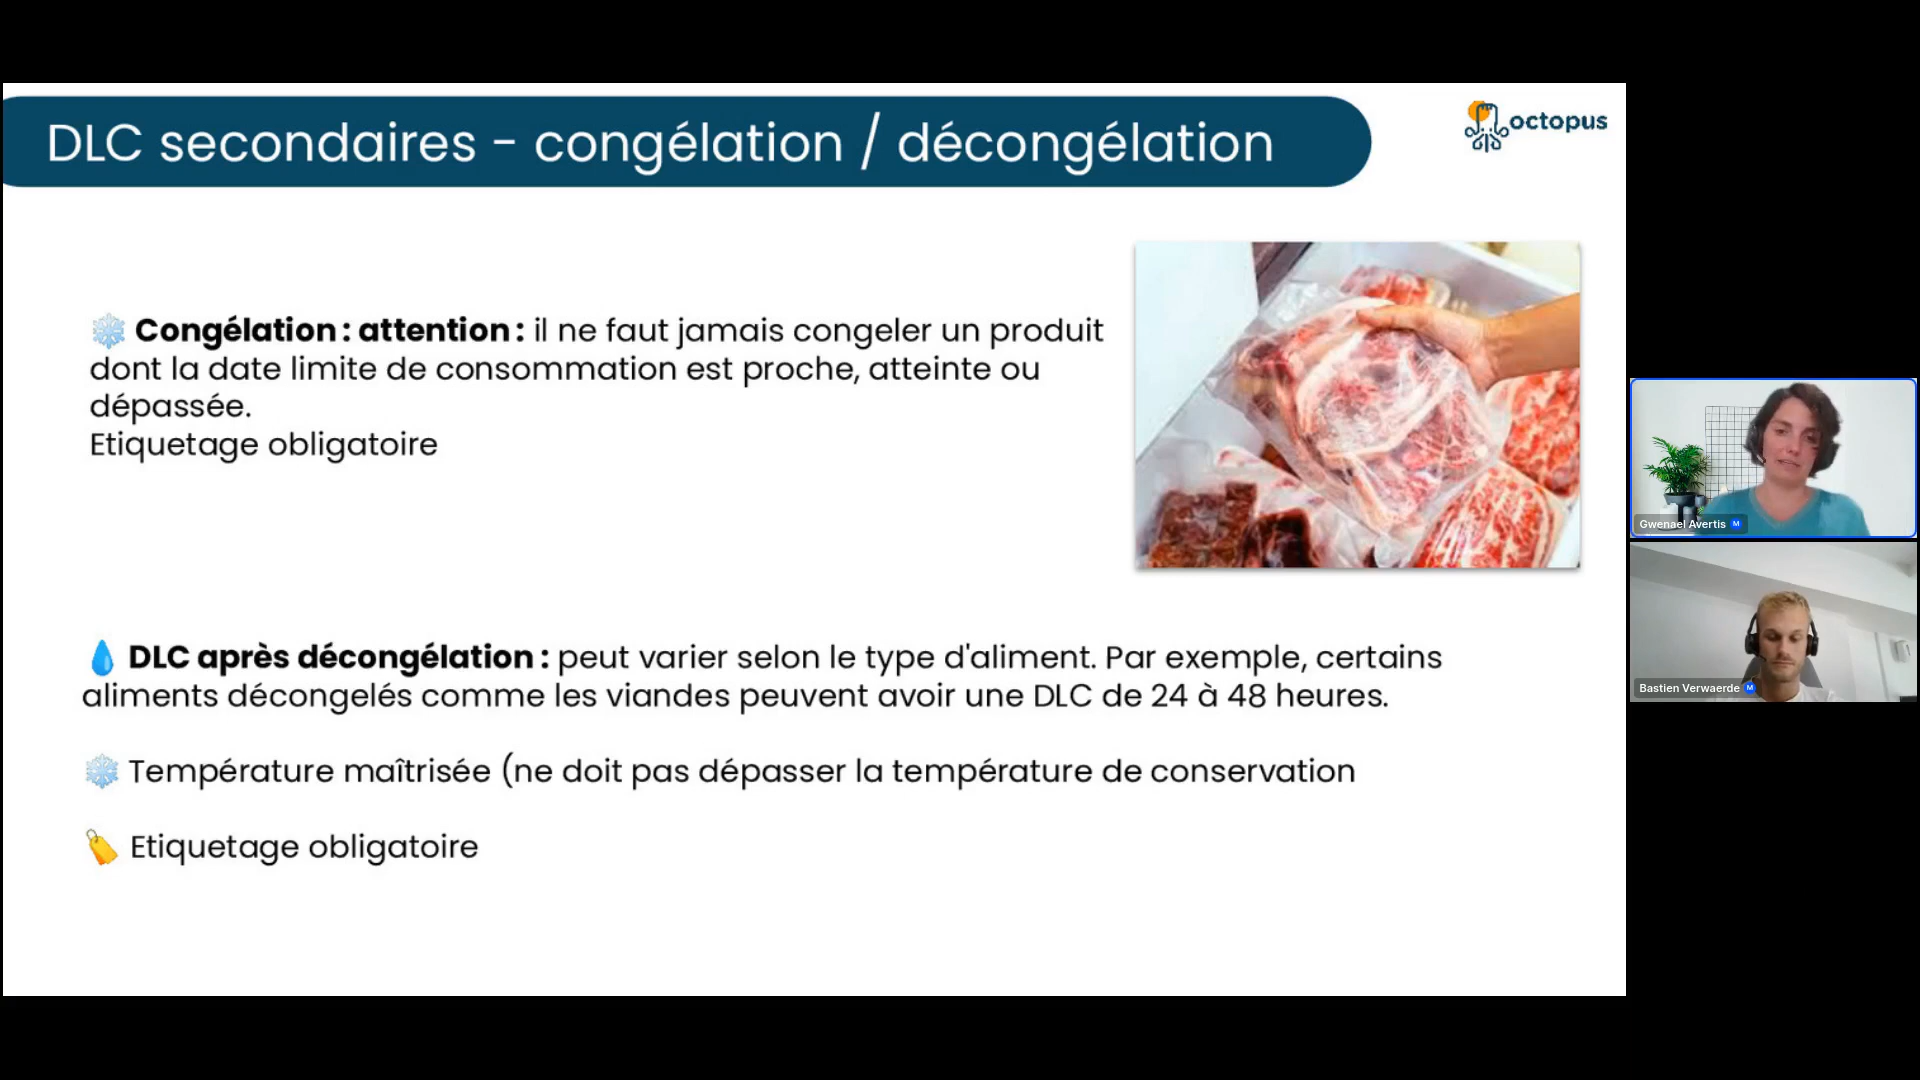 DLC secondaires - congélation / décongélation
octopus
❄️ Congélation : attention : il ne faut jamais congeler un produit
dont la date limite de consommation est proche, atteinte ou
dépassée.
Etiquetage obligatoire
💧 DLC après décongélation : peut varier selon le type d'aliment. Par exemple, certains
aliments décongelés comme les viandes peuvent avoir une DLC de 24 à 48 heures.
❄️ Température maîtrisée (ne doit pas dépasser la température de conservation
🏷️ Etiquetage obligatoire
Gwenael Avertis M
Bastien Verwaerde M